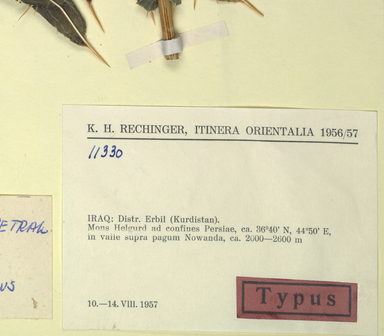 K. H. RECHINGER, ITINERA ORIENTALIA 1956/57
11330
IRAQ: Distr. Erbil (Kurdistan).
Mons Helgurd ad confines Persiae, ca. 36°40' N, 44°50' E,
in valle supra pagum Nowanda, ca. 2000—2600 m
Typus
10.—14. VIII. 1957